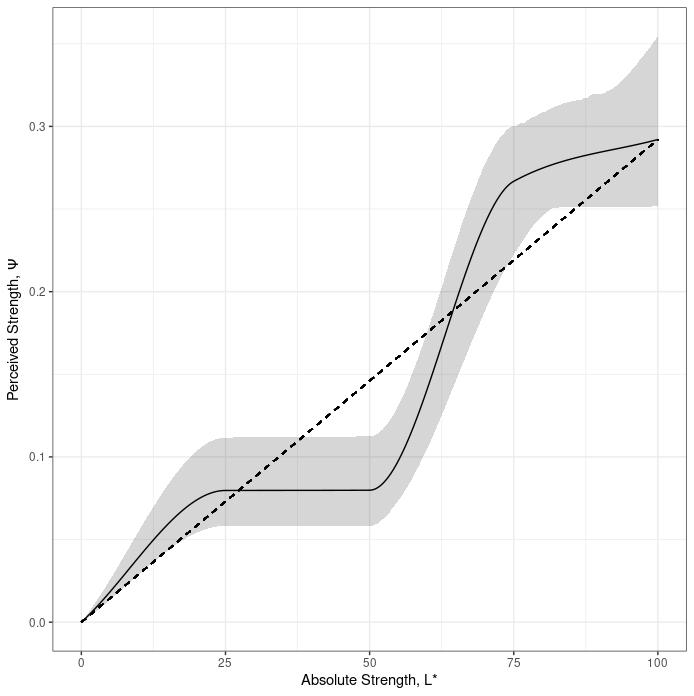 0.3
0.2
0.1
0.0
Perceived Strength, Ψ
0 25 50 75 100
Absolute Strength, L*